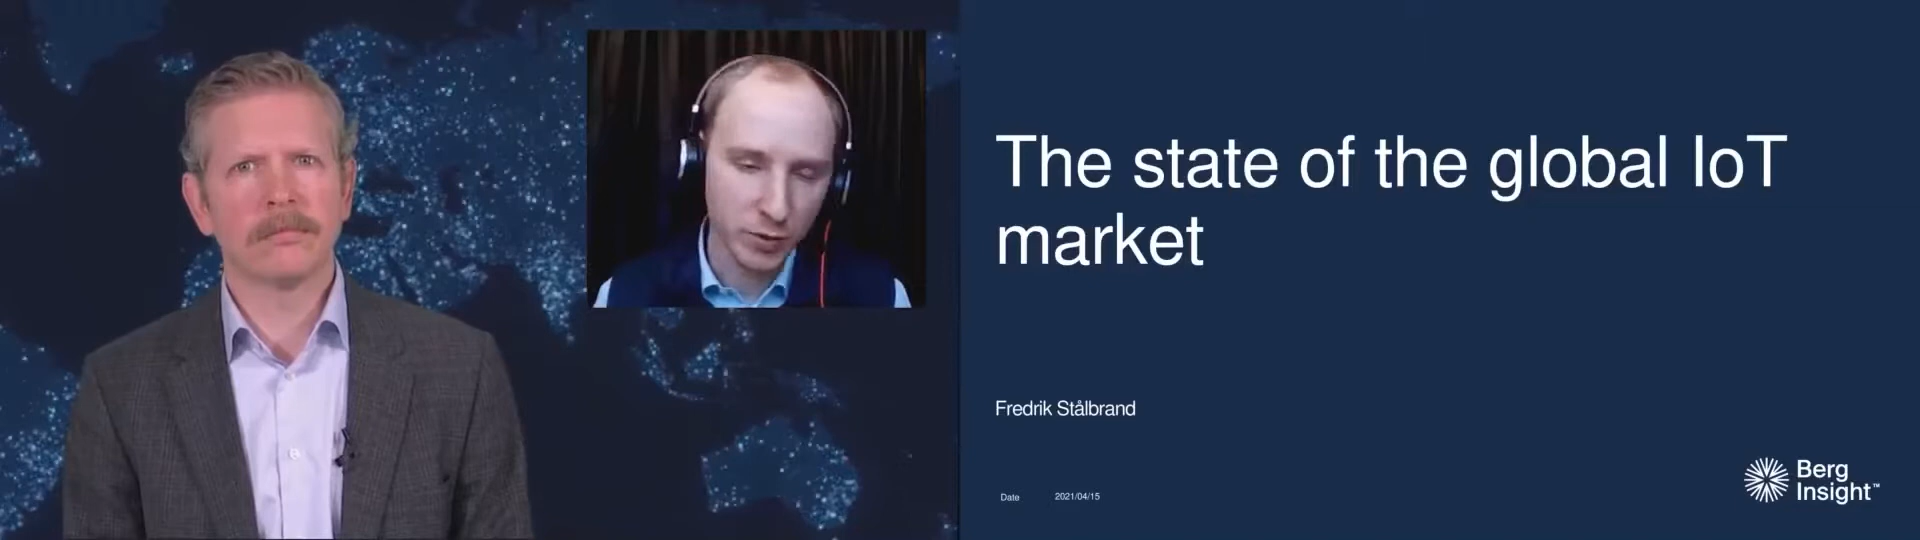 The state of the global IoT
market
Fredrik Stålbrand
Date 2021/04/15
Berg
Insight™